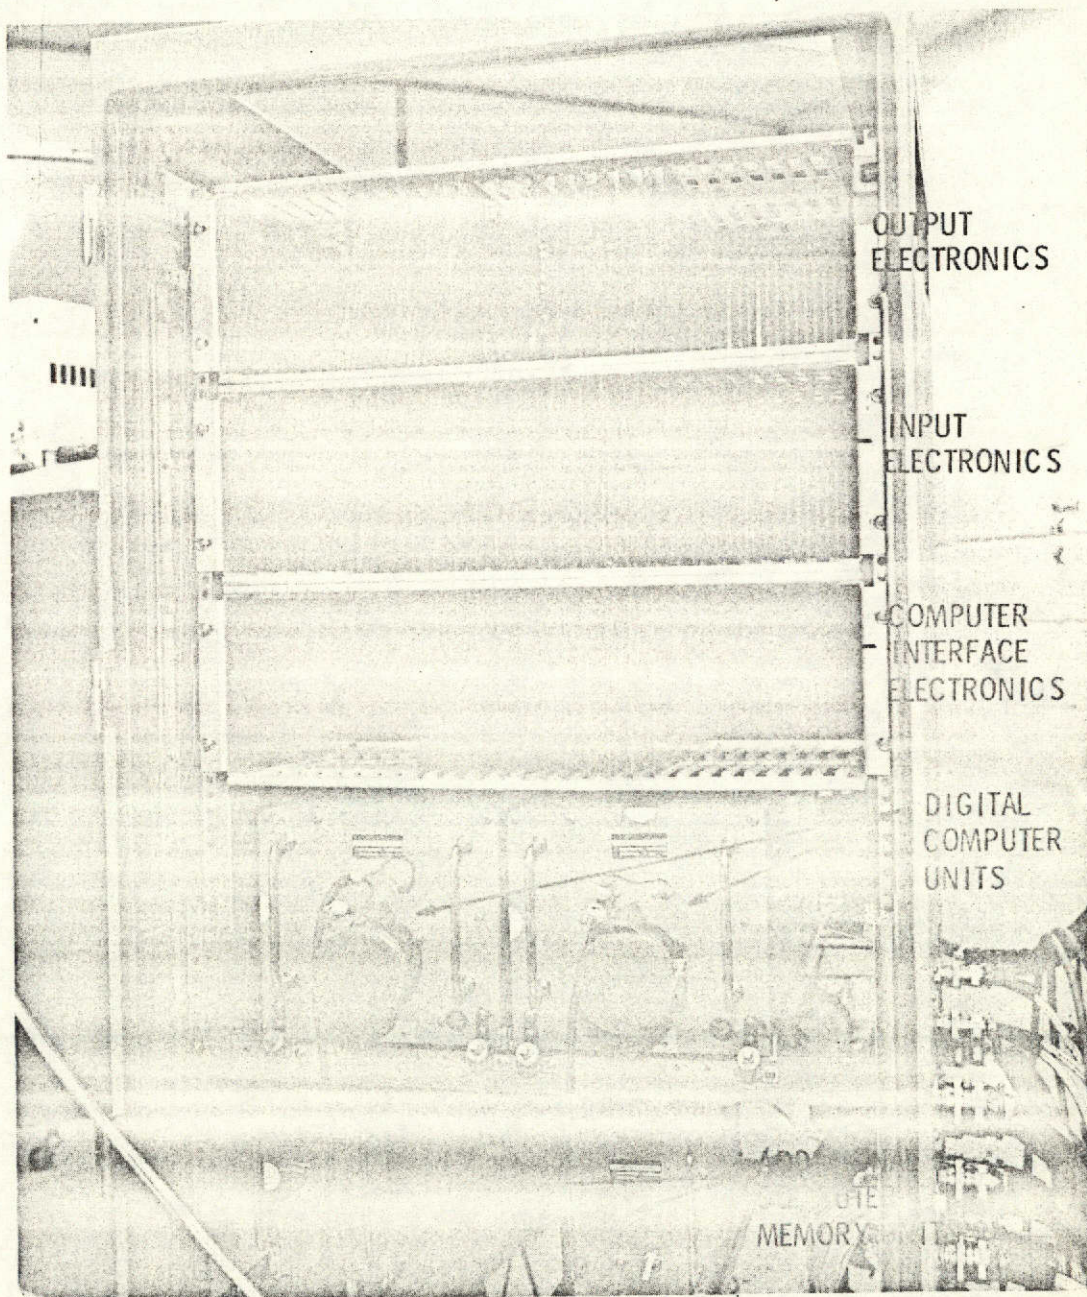 OUTPUT
ELECTRONICS
INPUT
ELECTRONICS
COMPUTER
INTERFACE
ELECTRONICS
DIGITAL
COMPUTER
UNITS
MEMORY